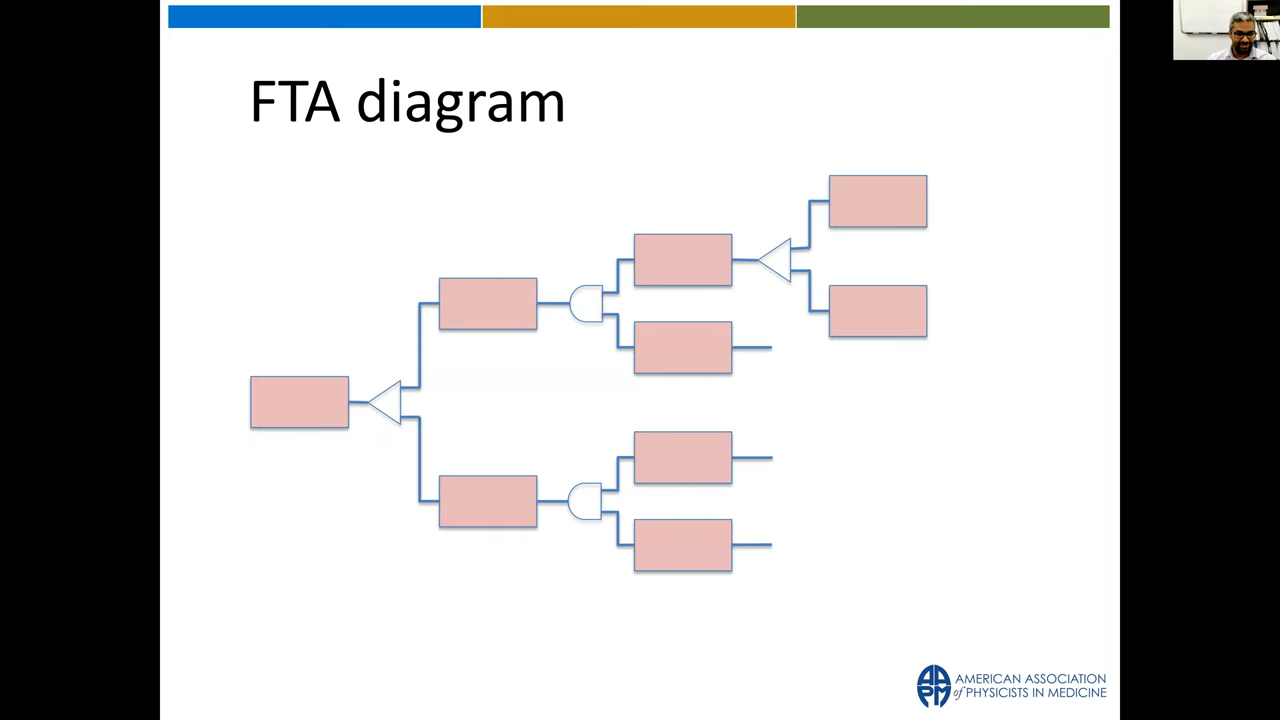 FTA diagram
AMERICAN ASSOCIATION
of PHYSICISTS IN MEDICINE